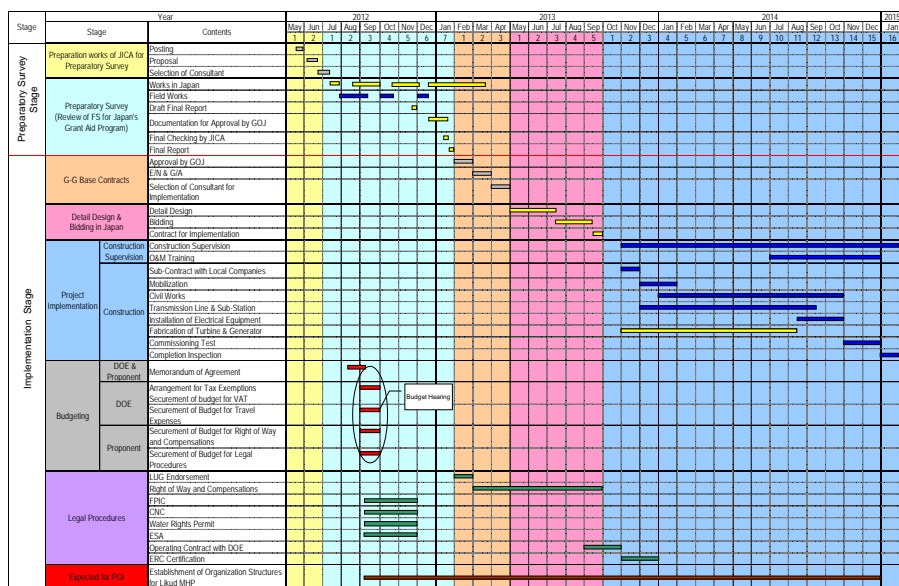 Year
2012
2013
2014
2015
Stage
Stage
Contents
May Jun Jul Aug Sep Oct Nov Dec Jan Feb Mar Apr May Jun Jul Aug Sep Oct Nov Dec Jan Feb Mar Apr May Jun Jul Aug Sep Oct Nov Dec Jan
1 2 1 2 3 4 5 6 7 1 2 3 1 1 2 3 4 5 1 2 3 4 5 6 7 8 9 10 11 12 13 14 15 16
Preparatory Survey
Stage
Preparation works of JICA for
Preparatory Survey
Posting
Proposal
Selection of Consultant
Preparatory Survey
(Review of FS for Japan's
Grant Aid Program)
Works in Japan
Field Works
Draft Final Report
Documentation for Approval by GOJ
Final Checking by JICA
Final Report
Implementation Stage
G-G Base Contracts
Approval by GOJ
E/N & G/A
Selection of Consultant for
Implementation
Detail Design &
Bidding in Japan
Detail Design
Bidding
Contract for Implementation
Project
Implementation
Construction
Supervision
Construction Supervision
O&M Training
Construction
Sub-Contract with Local Companies
Mobilization
Civil Works
Transmission Line & Sub-Station
Installation of Electrical Equipment
Fabrication of Turbine & Generator
Commissioning Test
Completion Inspection
Budgeting
DOE &
Proponent
Memorandum of Agreement
DOE
Arrangement for Tax Exemptions
Securement of budget for VAT
Securement of Budget for Travel
Expenses
Budget Hearing
Proponent
Securement of Budget for Right of Way
and Compensations
Securement of Budget for Legal
Procedures
Legal Procedures
LUG Endorsement
Right of Way and Compensations
FPIC
CNC
Water Rights Permit
ESA
Operating Contract with DOE
ERC Certification
Expected for PGI
Establishment of Organization Structures
for Likud MHP